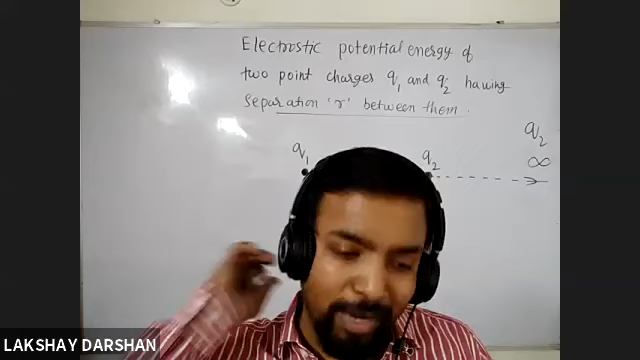 Electrostic potential energy of
two point charges q1 and q2 having
separation 'r' between them.
q2
q1
q2
∞
LAKSHAY DARSHAN